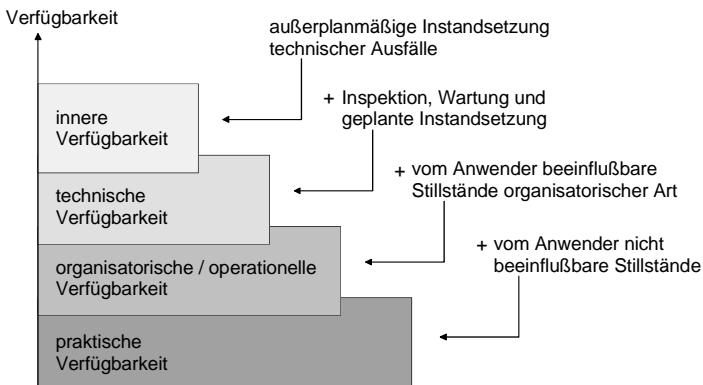 Verfügbarkeit
außerplanmäßige Instandsetzung
technischer Ausfälle
+ Inspektion, Wartung und
geplante Instandsetzung
innere
Verfügbarkeit
+ vom Anwender beeinflußbare
Stillstände organisatorischer Art
technische
Verfügbarkeit
+ vom Anwender nicht
beeinflußbare Stillstände
organisatorische / operationelle
Verfügbarkeit
praktische
Verfügbarkeit